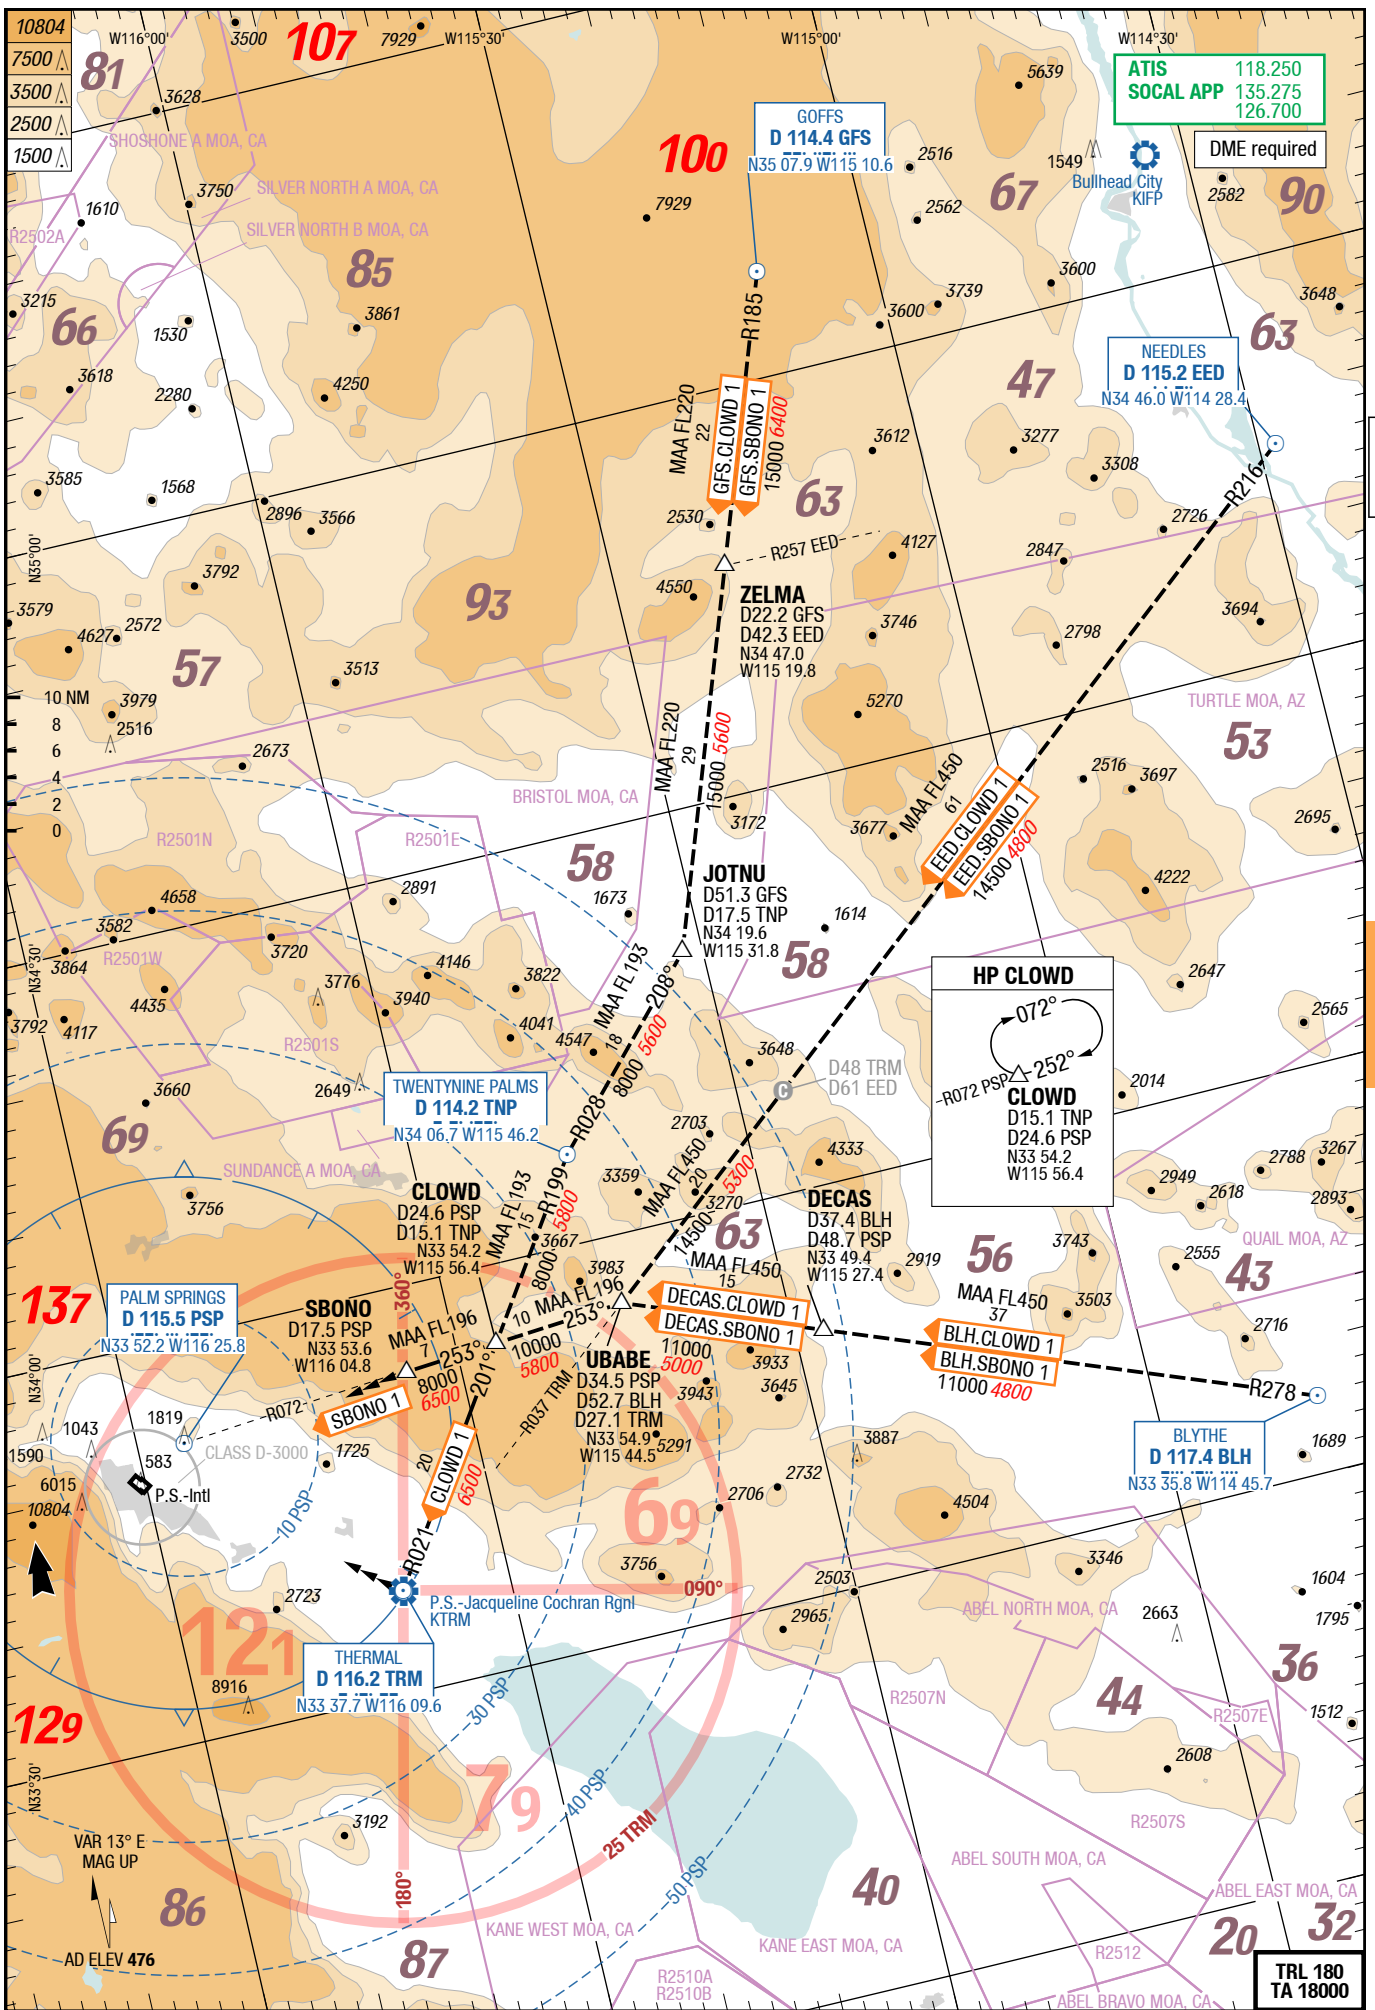 10804
7500
3500
2500
1500
W116°00'
3500
107
7929
W115°30'
W115°00'
W114°30'
81
3628
SHOSHONE A MOA, CA
3750
SILVER NORTH A MOA, CA
SILVER NORTH B MOA, CA
1610
R2502A
85
3861
3215
66
1530
3618
2280
4250
3585
1568
2896
3566
N35°00'
3792
3579
4627
2572
57
3513
93
10 NM
8
6
4
2
0
3979
2516
2673
5639
ATIS 118.250
SOCAL APP 135.275
126.700
DME required
GOFFS
D 114.4 GFS
N35 07.9 W115 10.6
100
7929
2516
2562
67
1549
Bullhead City
KIFP
2582
90
3600
3739
3600
3648
63
R185
NEEDLES
D 115.2 EED
N34 46.0 W114 28.4
47
MAA FL220
22
GFS.CLOWD 1
GFS.SBONO 1
15000 6400
3612
3277
3308
R216
63
2530
R257 EED
4127
2726
2847
4550
ZELMA
D22.2 GFS
D42.3 EED
N34 47.0
W115 19.8
3746
2798
3694
5270
TURTLE MOA, AZ
53
MAA FL220
29
15000 5600
BRISTOL MOA, CA
3172
3677
MAA FL450
61
EED.CLOWD 1
EED.SBONO 1
14500 4800
2516
3697
2695
R2501N
R2501E
58
1673
JOTNU
D51.3 GFS
D17.5 TNP
N34 19.6
W115 31.8
1614
58
4222
4658
2891
3582
N34°30'
3864
R2501W
3720
4435
3776
4146
3822
3940
4041
3792
4117
R2501S
4547
MAA FL193
18
208°
8000 5600
3648
D48 TRM
D61 EED
C
HP CLOWD
072°
252°
R072 PSP
CLOWD
D15.1 TNP
D24.6 PSP
N33 54.2
W115 56.4
2647
2565
2014
2649
TWENTYNINE PALMS
D 114.2 TNP
N34 06.7 W115 46.2
R028
3660
69
SUNDANCE A MOA, CA
3756
2703
MAA FL450
20
3270
14500 5300
4333
3359
63
2949
2788
3267
2618
2893
QUAIL MOA, AZ
CLOWD
D24.6 PSP
D15.1 TNP
N33 54.2
W115 56.4
MAA FL193
15
R199
8000 5800
3667
3983
DECAS
D37.4 BLH
D48.7 PSP
N33 49.4
W115 27.4
2919
56
3743
2555
43
137
PALM SPRINGS
D 115.5 PSP
N33 52.2 W116 25.8
SBONO
D17.5 PSP
N33 53.6
W116 04.8
360°
MAA FL196
7
253°
8000
6500
MAA FL196
10
253°
10000
5800
MAA FL450
15
DECAS.CLOWD 1
DECAS.SBONO 1
11000
5000
MAA FL450
37
3503
BLH.CLOWD 1
BLH.SBONO 1
11000 4800
2716
R278
N34°00'
R072
SBONO 1
201°
R037 TRM
UBABE
D34.5 PSP
D52.7 BLH
D27.1 TRM
N33 54.9
W115 44.5
3933
3943
3645
5291
3887
BLYTHE
D 117.4 BLH
N33 35.8 W114 45.7
1689
1590
1043
1819
CLASS D-3000
1725
20
CLOWD 1
6500
583
P.S.-Intl
6015
10804
10 PSP
2732
2706
69
4504
R021
3756
2503
3346
1604
090°
P.S.-Jacqueline Cochran Rgnl
KTRM
2723
121
2965
ABEL NORTH MOA, CA
2663
1795
36
THERMAL
D 116.2 TRM
N33 37.7 W116 09.6
8916
129
30 PSP
R2507N
44
R2507E
1512
2608
N33°30'
79
40 PSP
3192
25 TRM
R2507S
VAR 13° E
MAG UP
50 PSP
ABEL SOUTH MOA, CA
180°
86
40
ABEL EAST MOA, CA
KANE WEST MOA, CA
KANE EAST MOA, CA
20
32
AD ELEV 476
87
R2510A
R2510B
R2512
ABEL BRAVO MOA, CA
TRL 180
TA 18000